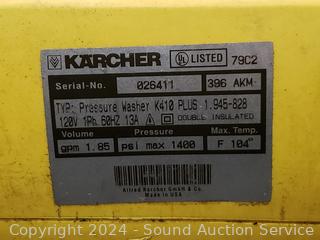 KÄRCHER UL LISTED 79C2
Serial-No. 026411 396 AKM
TYP: Pressure Washer K410 PLUS 1.945-828
120V 1Ph. 60HZ 13A DOUBLE INSULATED
Volume Pressure Max. Temp.
gpm 1.85 psi max 1400 F 104°
Alfred Karcher GmbH & Co.
Made in USA
Copyright © 2024 - Sound Auction Service